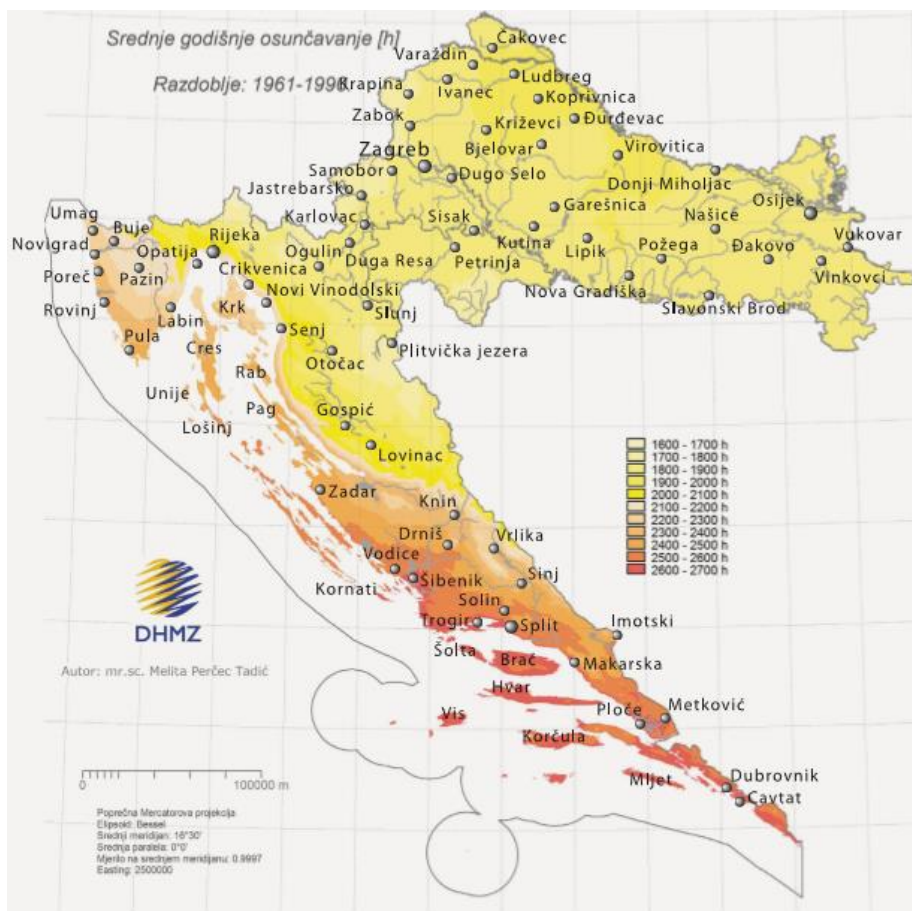 Srednje godišnje osunčavanje [h]
Razdoblje: 1961-1990
Čakovec
Varaždin
Ludbreg
Krapina
Ivanec
Koprivnica
Zabok
Križevci
Đurđevac
Zagreb
Bjelovar
Virovitica
Samobor
Dugo Selo
Donji Miholjac
Jastrebarsko
Garešnica
Osijek
Umag
Karlovac
Sisak
Našice
Buje
Rijeka
Novigrad
Opatija
Ogulin
Kutina
Lipik
Požega
Vukovar
Đakovo
Duga Resa
Petrinja
Crikvenica
Poreč
Pazin
Vinkovci
Novi Vinodolski
Nova Gradiška
Rovinj
Krk
Slavonski Brod
Labin
Slunj
Senj
Pula
Cres
Plitvička jezera
Otočac
Rab
Unije
Pag
Gospić
Lošinj
Lovinac
1600 - 1700 h
1700 - 1800 h
1800 - 1900 h
1900 - 2000 h
2000 - 2100 h
2100 - 2200 h
2200 - 2300 h
2300 - 2400 h
2400 - 2500 h
2500 - 2600 h
2600 - 2700 h
Zadar
Knin
Drniš
Vrlika
Vodice
Šibenik
Sinj
Kornati
Solin
Trogir
Split
Imotski
Šolta
Brač
Makarska
Hvar
Metković
Vis
Ploče
Korčula
Mljet
Dubrovnik
Cavtat
DHMZ
Autor: mr.sc. Melita Perčec Tadić
0 100000 m
Poprečna Mercatorova projekcija
Elipsoid: Bessel
Srednji meridijan: 16°30'
Srednja paralela: 0°0'
Mjerilo na srednjem meridijanu: 0.9997
Easting: 2500000